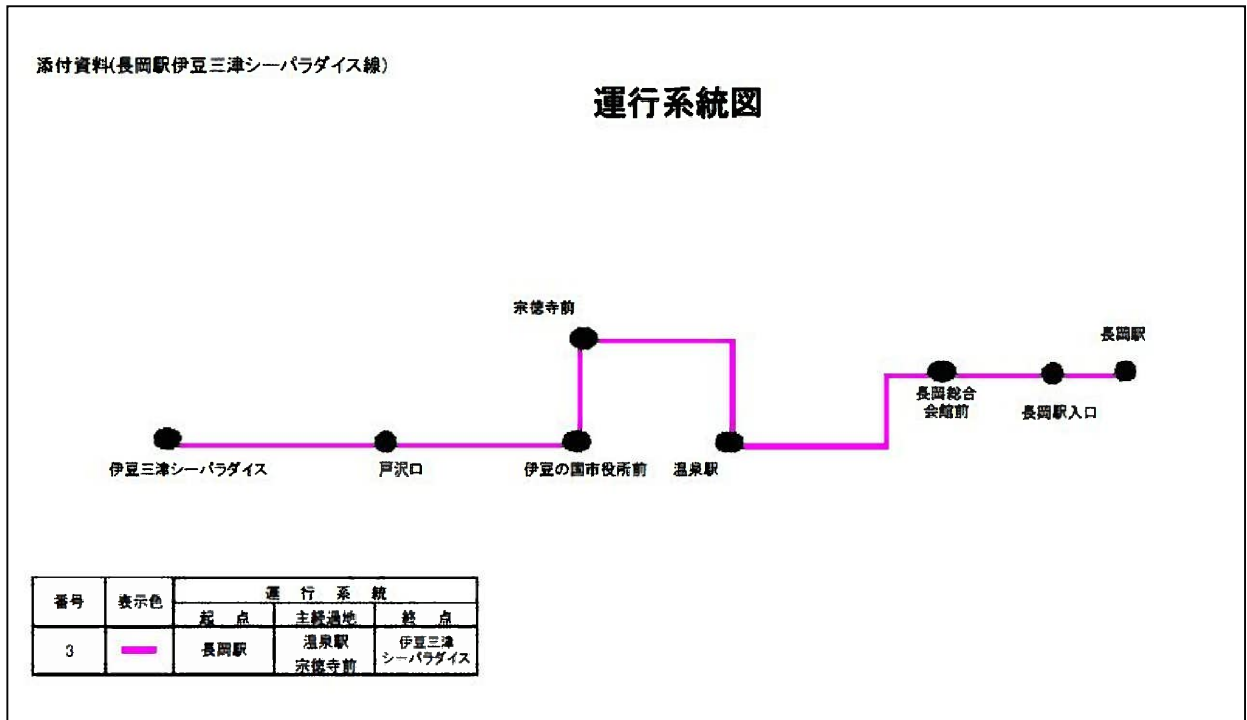 添付資料(長岡駅伊豆三津シーパラダイス線)
運行系統図
宗徳寺前
長岡駅
長岡総合
会館前
長岡駅入口
伊豆三津シーパラダイス
戸沢口
伊豆の国市役所前
温泉駅
番号
表示色
運行系統
起点
主経過地
終点
3
長岡駅
温泉駅
宗徳寺前
伊豆三津
シーパラダイス